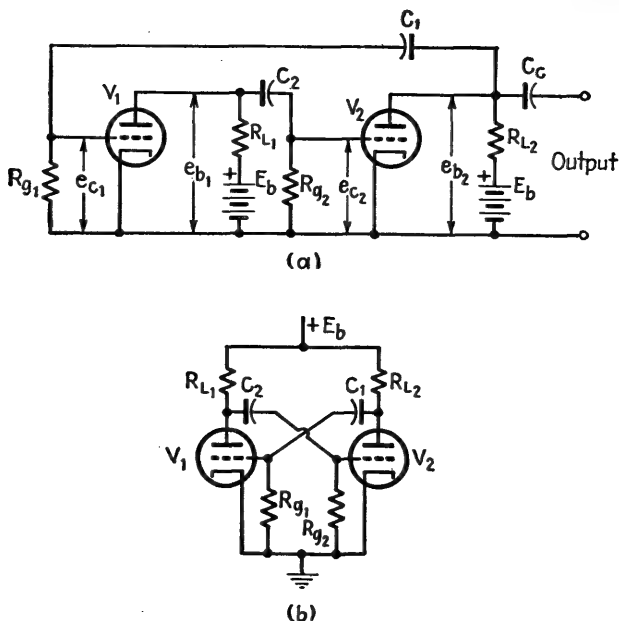 C1
V1
C2
V2
CC
RL1
RL2
Rg1
ec1
eb1
+
Eb
Rg2
ec2
eb2
+
Eb
Output
(a)
+Eb
RL1
C2
C1
RL2
V1
V2
Rg1
Rg2
(b)